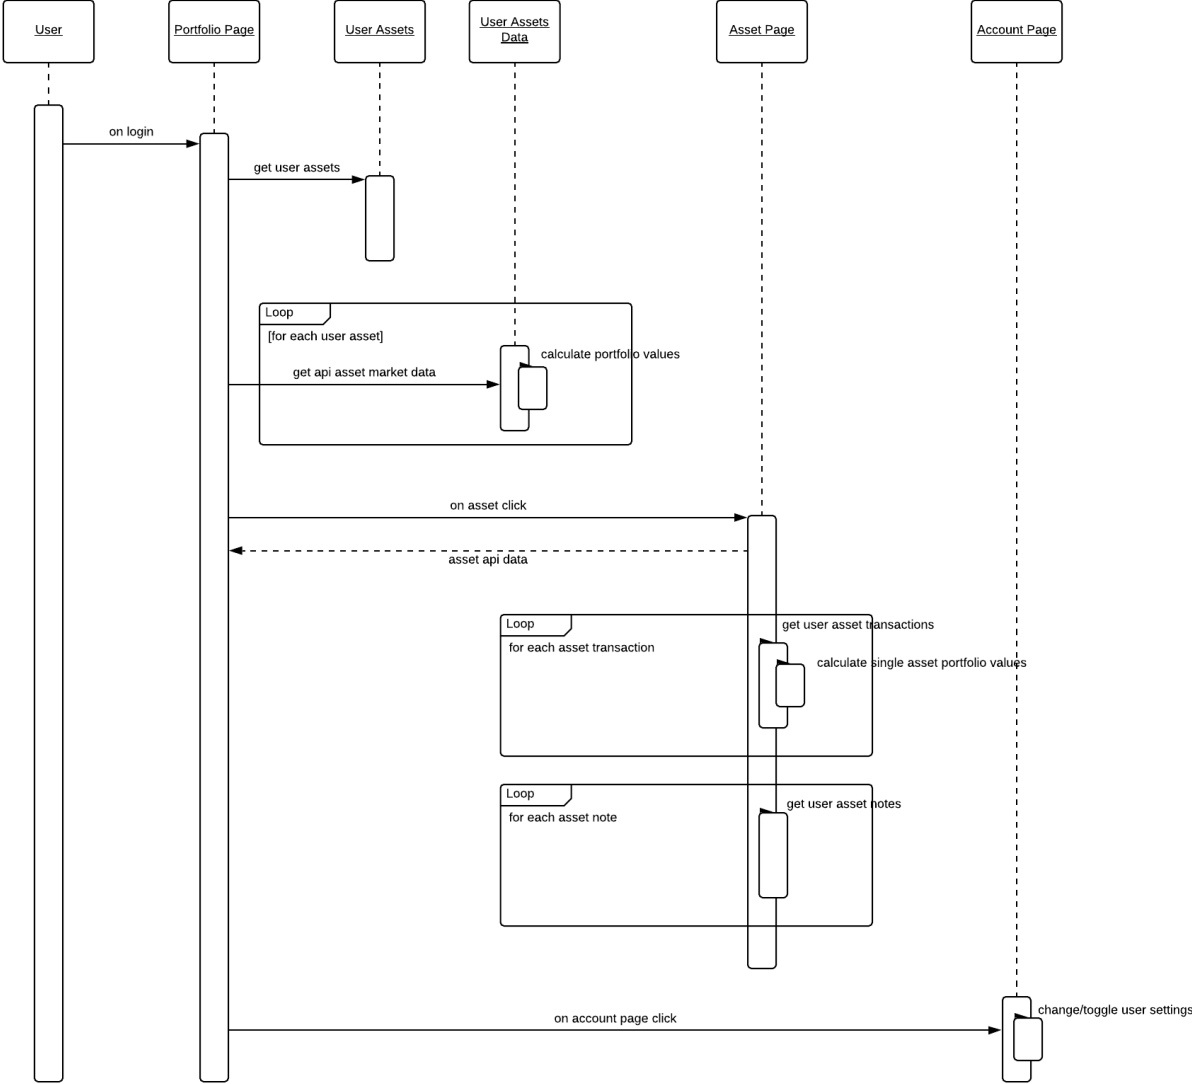 User
Portfolio Page
User Assets
User Assets
Data
Asset Page
Account Page
on login
get user assets
Loop
[for each user asset]
calculate portfolio values
get api asset market data
on asset click
asset api data
Loop
get user asset transactions
for each asset transaction
calculate single asset portfolio values
Loop
get user asset notes
for each asset note
change/toggle user settings
on account page click